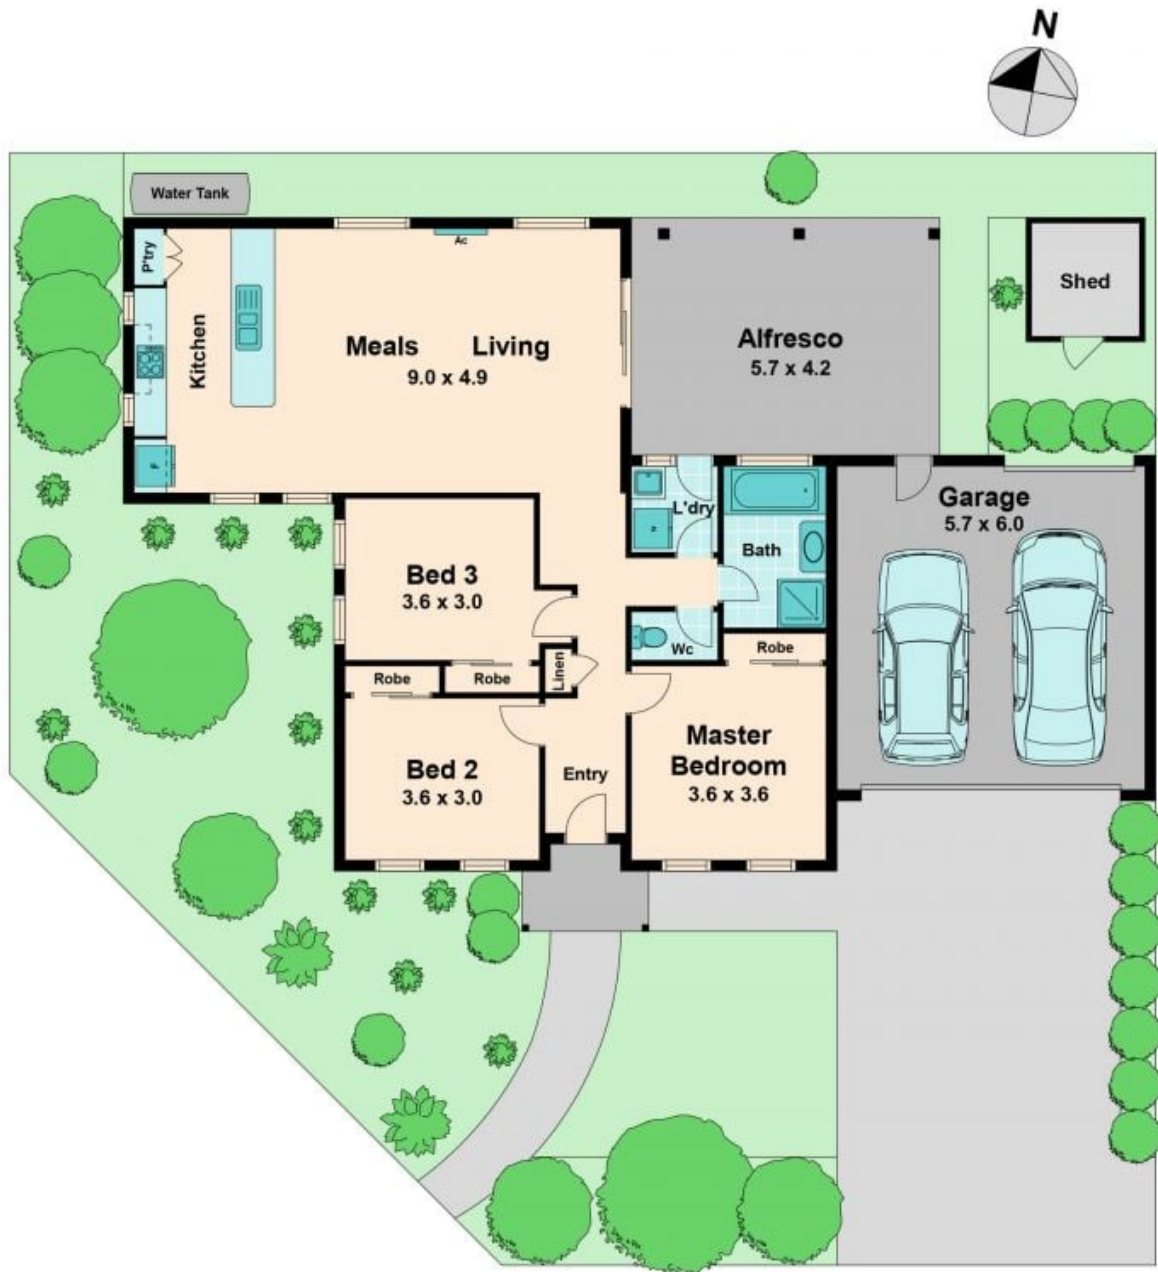 N
Water Tank
P'try
Ac
Kitchen
Meals Living
9.0 x 4.9
Alfresco
5.7 x 4.2
Shed
F
L'dry
Bath
Garage
5.7 x 6.0
Bed 3
3.6 x 3.0
Wc
Robe
Linen
Robe
Robe
Bed 2
3.6 x 3.0
Entry
Master
Bedroom
3.6 x 3.6